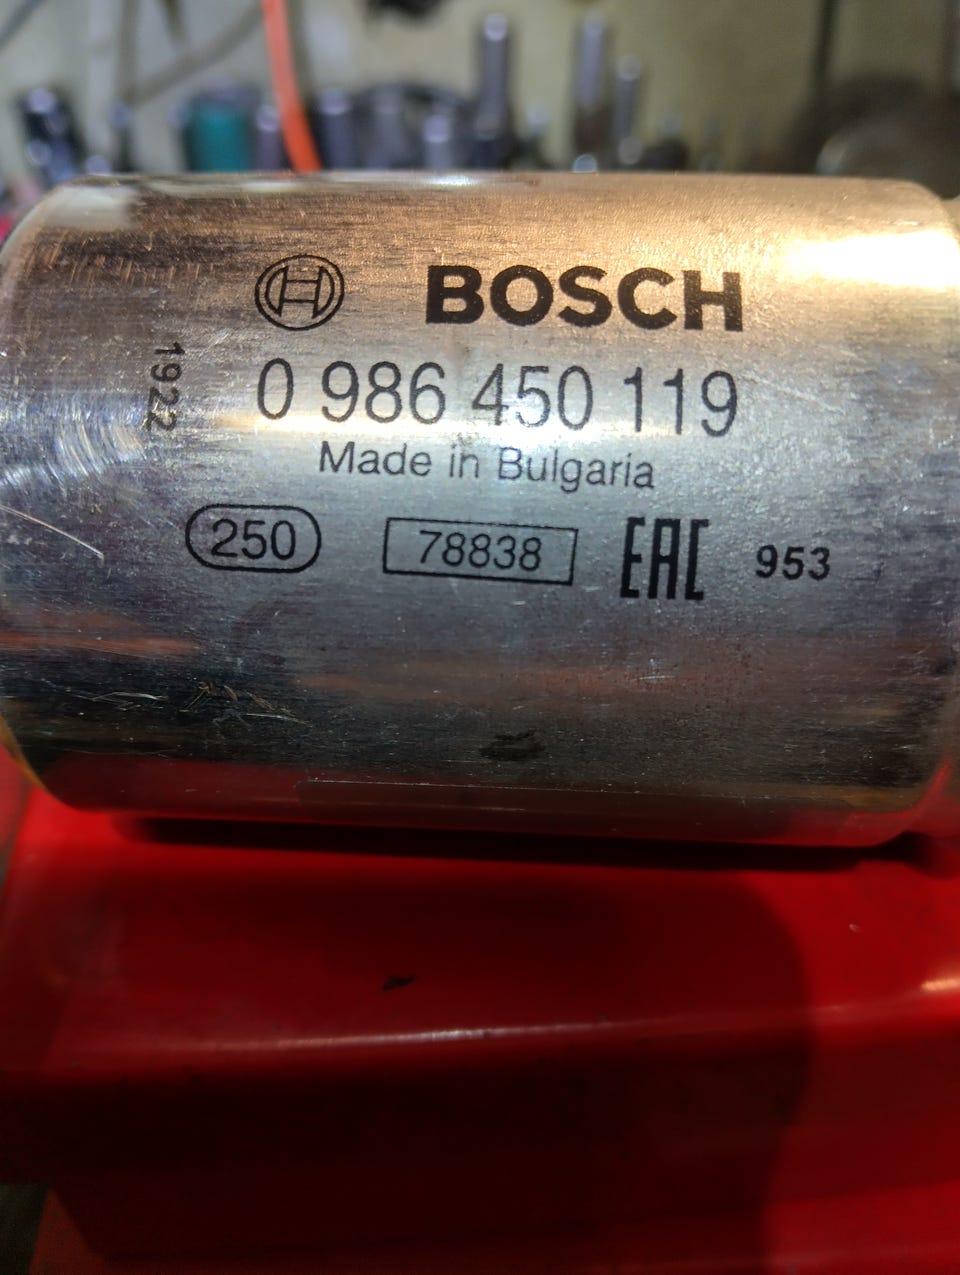 BOSCH
0 986 450 119
Made in Bulgaria
250 78838 EAC 953
1922